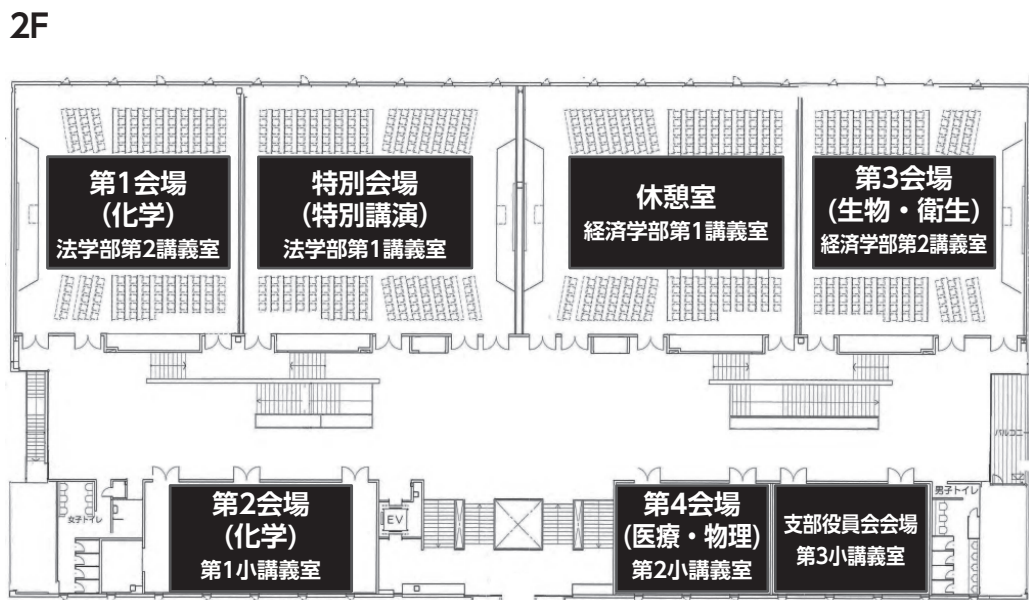 2F
第1会場
(化学)
法学部第2講義室
特別会場
(特別講演)
法学部第1講義室
休憩室
経済学部第1講義室
第3会場
(生物・衛生)
経済学部第2講義室
バルコニー
第2会場
(化学)
第1小講義室
第4会場
(医療・物理)
第2小講義室
支部役員会会場
第3小講義室
女子トイレ
EV
男子トイレ